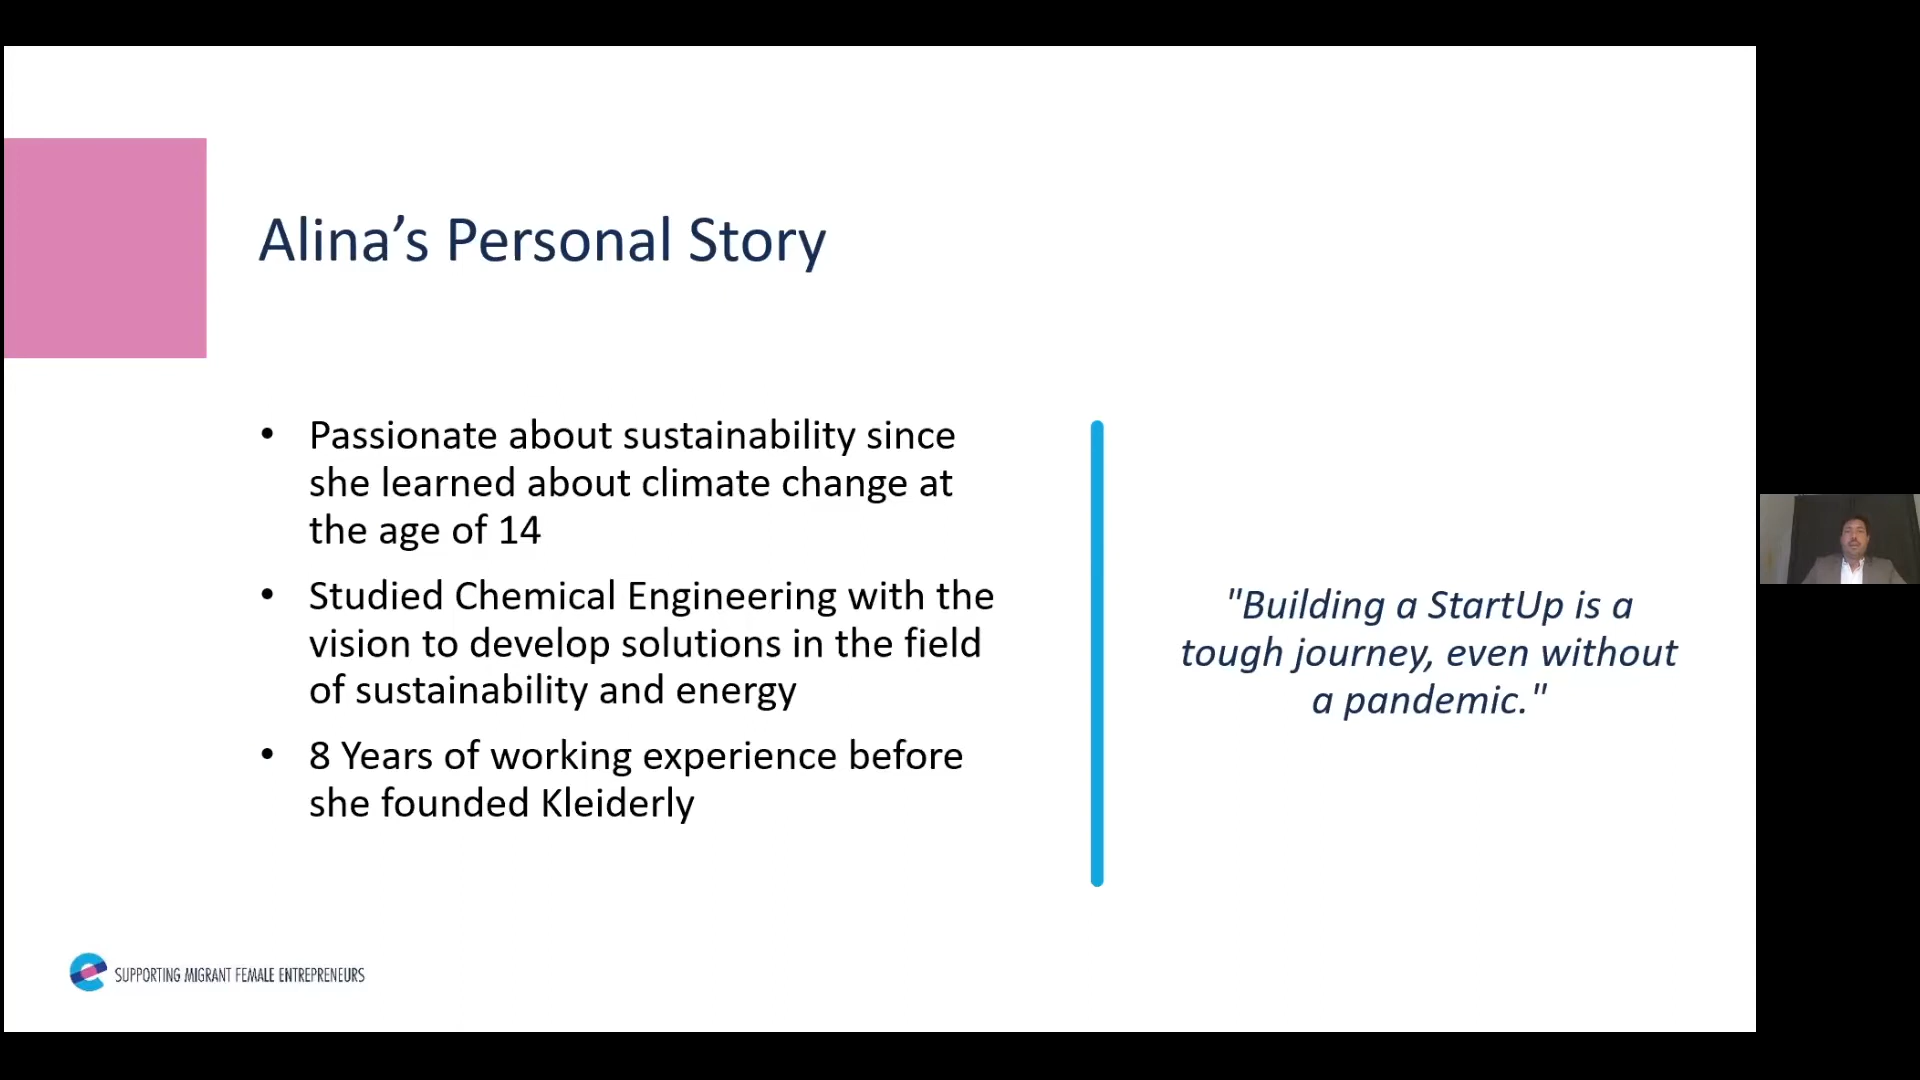 Alina’s Personal Story
• Passionate about sustainability since
she learned about climate change at
the age of 14
• Studied Chemical Engineering with the
vision to develop solutions in the field
of sustainability and energy
• 8 Years of working experience before
she founded Kleiderly
"Building a StartUp is a
tough journey, even without
a pandemic."
SUPPORTING MIGRANT FEMALE ENTREPRENEURS